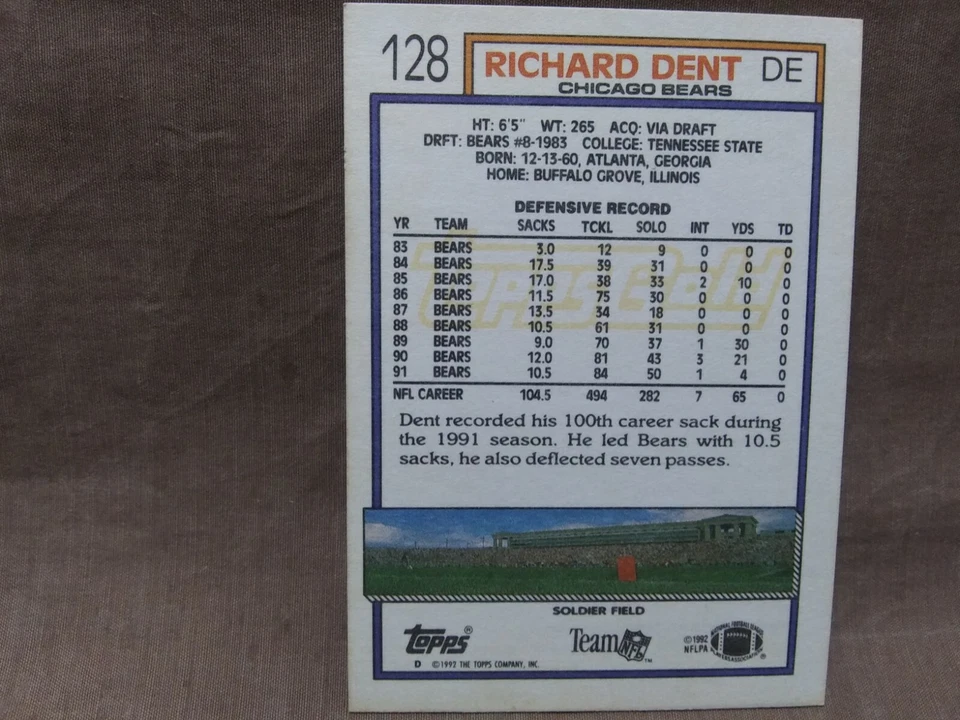 128 RICHARD DENT DE
CHICAGO BEARS
HT: 6'5" WT: 265 ACQ: VIA DRAFT
DRFT: BEARS #8-1983 COLLEGE: TENNESSEE STATE
BORN: 12-13-60, ATLANTA, GEORGIA
HOME: BUFFALO GROVE, ILLINOIS
DEFENSIVE RECORD
YR TEAM SACKS TCKL SOLO INT YDS TD
83 BEARS 3.0 12 9 0 0 0
84 BEARS 17.5 39 31 0 0 0
85 BEARS 17.0 38 33 2 10 0
86 BEARS 11.5 75 30 0 0 0
87 BEARS 13.5 34 18 0 0 0
88 BEARS 10.5 61 31 0 0 0
89 BEARS 9.0 70 37 1 30 0
90 BEARS 12.0 81 43 3 21 0
91 BEARS 10.5 84 50 1 4 0
NFL CAREER 104.5 494 282 7 65 0
Topps Gold
Dent recorded his 100th career sack during
the 1991 season. He led Bears with 10.5
sacks, he also deflected seven passes.
SOLDIER FIELD
Topps® Team NFL™ ©1992
NFLPA
D ©1992 THE TOPPS COMPANY, INC.